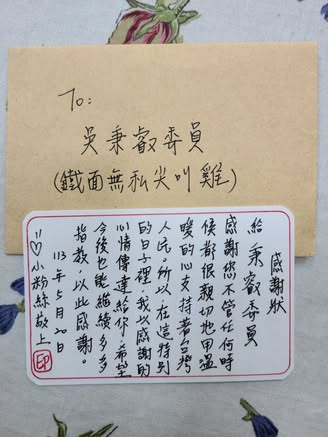 To:
吳秉叡委員
(鐵面無私尖叫雞)
感謝狀
給秉叡委員
感謝您不管任何時
候都很親切地用溫
暖的心支持著台灣
人民。所以,在這特別
的日子裡,我以感謝的
心情傳達給你,希望
今後也能繼續多多
指教,以此感謝。
113年5月20日
小粉絲敬上
印